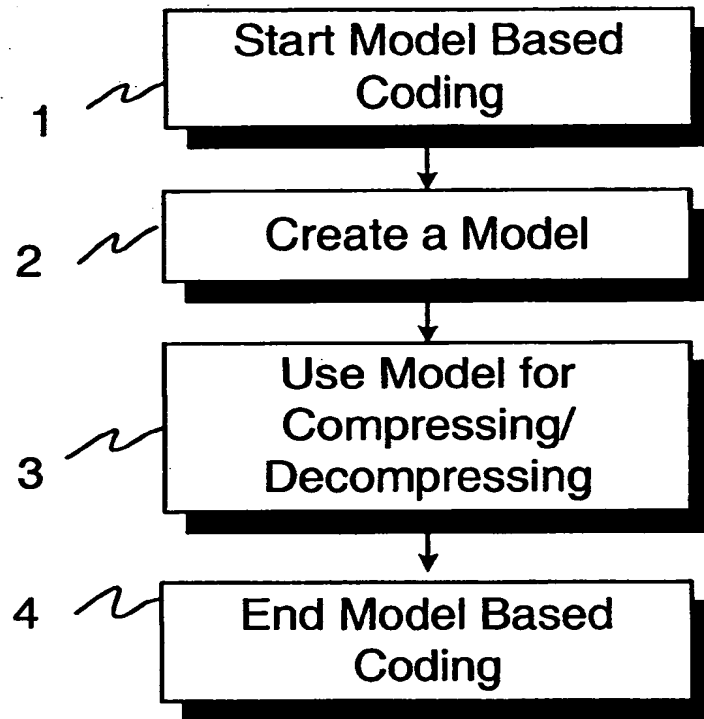 Start Model Based
Coding
1
Create a Model
2
Use Model for
Compressing/
Decompressing
3
End Model Based
Coding
4